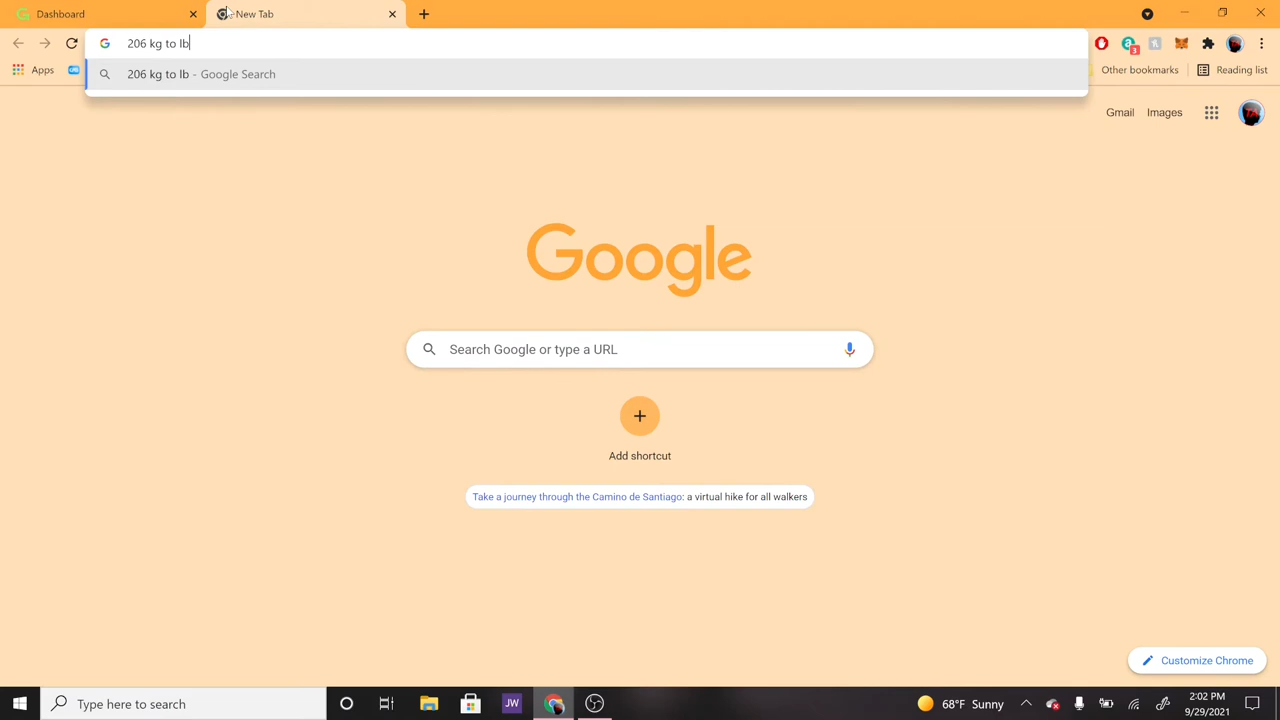 Dashboard
New Tab
206 kg to lb
206 kg to lb - Google Search
Apps
Other bookmarks
Reading list
3
Gmail
Images
Google
Search Google or type a URL
Add shortcut
Take a journey through the Camino de Santiago: a virtual hike for all walkers
Customize Chrome
Type here to search
JW
68°F Sunny
2:02 PM
9/29/2021